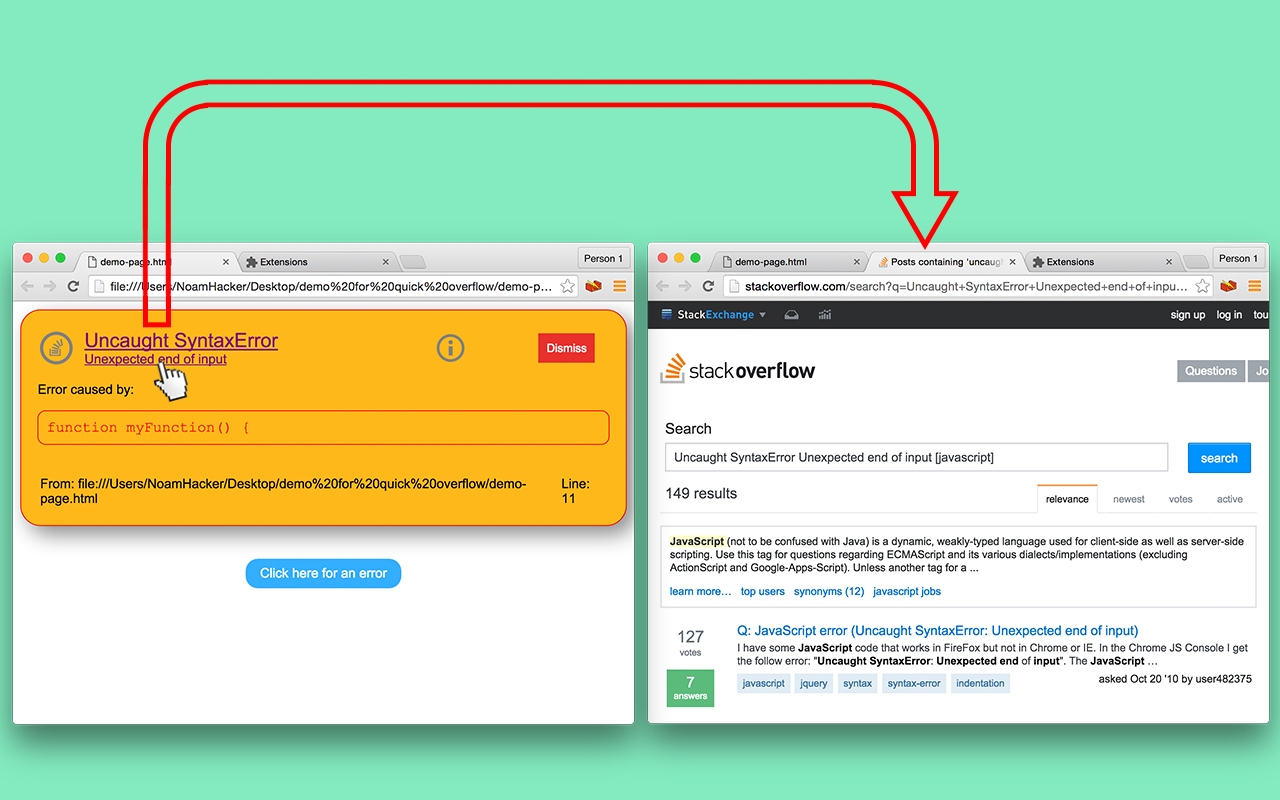 demo-page.html
Extensions
Person 1
file:///Users/NoamHacker/Desktop/demo%20for%20quick%20overflow/demo-p...
Uncaught SyntaxError
Unexpected end of input
Dismiss
Error caused by:
function myFunction() {
From: file:///Users/NoamHacker/Desktop/demo%20for%20quick%20overflow/demo-
page.html
Line:
11
Click here for an error
demo-page.html
Posts containing 'uncaug
Extensions
Person 1
stackoverflow.com/search?q=Uncaught+SyntaxError+Unexpected+end+of+inpu...
StackExchange
sign up log in tou
stackoverflow
Questions
Jo
Search
Uncaught SyntaxError Unexpected end of input [javascript]
search
149 results
relevance newest votes active
JavaScript (not to be confused with Java) is a dynamic, weakly-typed language used for client-side as well as server-side
scripting. Use this tag for questions regarding ECMAScript and its various dialects/implementations (excluding
ActionScript and Google-Apps-Script). Unless another tag for a ...
learn more... top users synonyms (12) javascript jobs
127
votes
7
answers
Q: JavaScript error (Uncaught SyntaxError: Unexpected end of input)
I have some JavaScript code that works in FireFox but not in Chrome or IE. In the Chrome JS Console I get
the follow error: "Uncaught SyntaxError: Unexpected end of input". The JavaScript ...
javascript jquery syntax syntax-error indentation
asked Oct 20 '10 by user482375